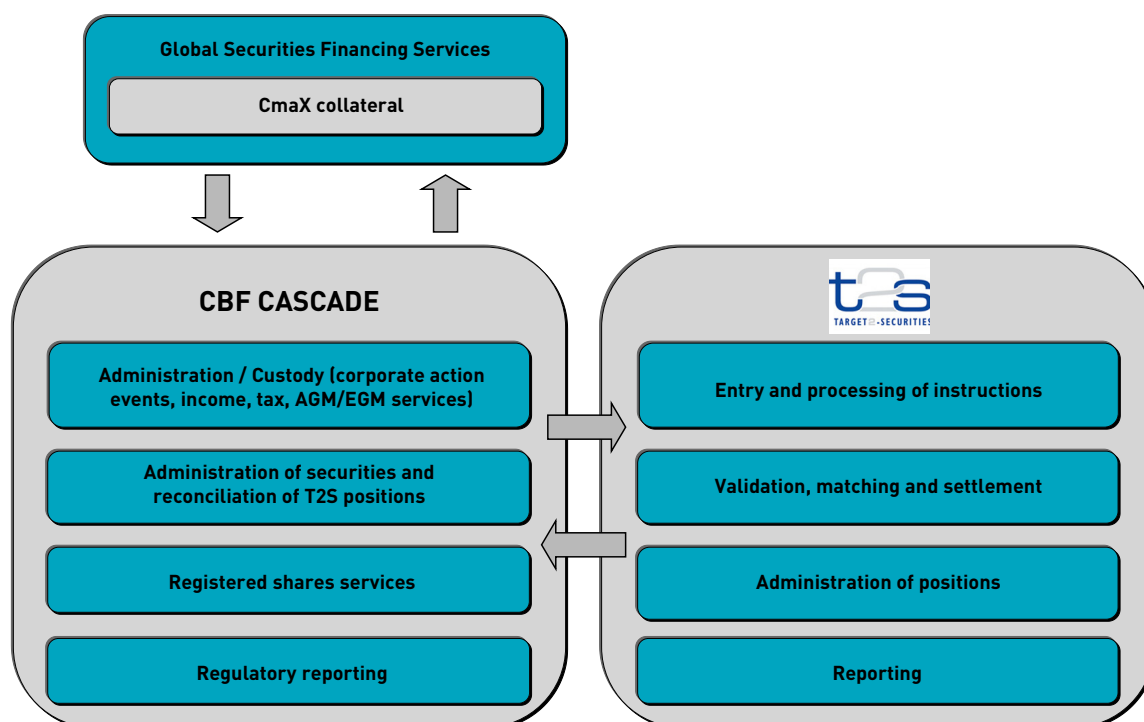 Global Securities Financing Services
CmaX collateral
CBF CASCADE
Administration / Custody (corporate action
events, income, tax, AGM/EGM services)
Administration of securities and
reconciliation of T2S positions
Registered shares services
Regulatory reporting
t2s
TARGET2-SECURITIES
Entry and processing of instructions
Validation, matching and settlement
Administration of positions
Reporting